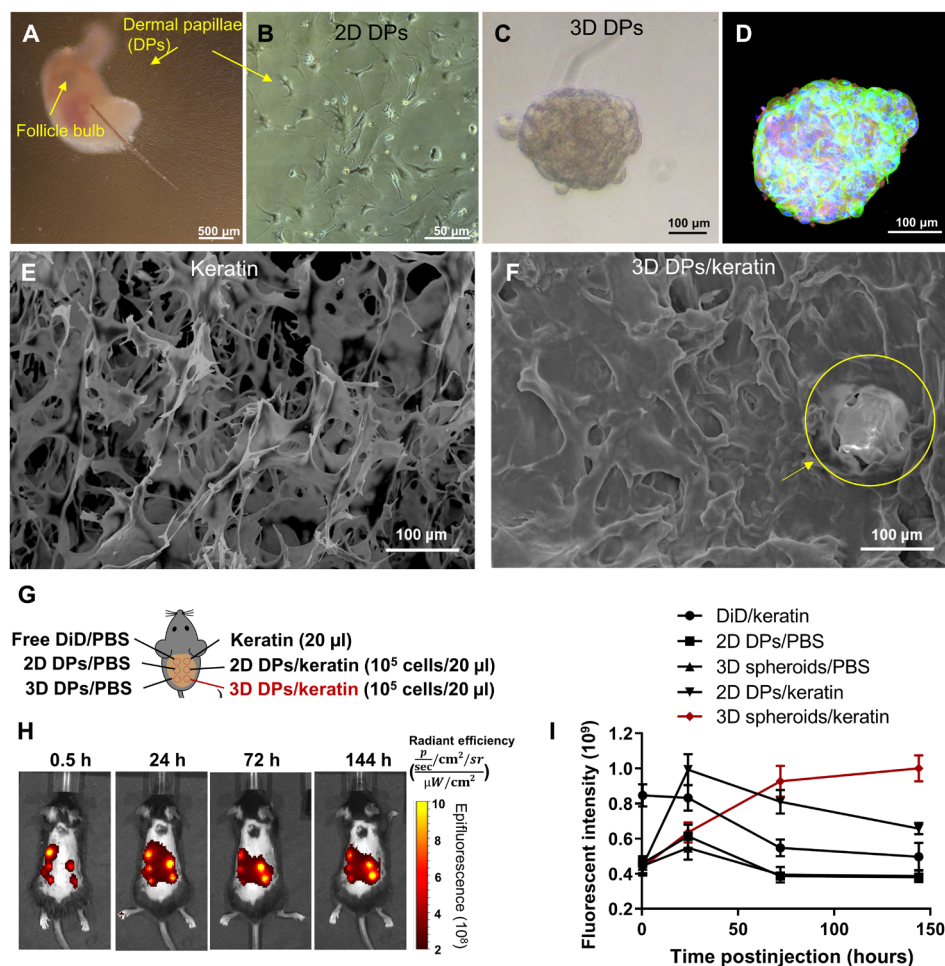 A
Dermal papillae
(DPs)
Follicle bulb
500 µm
B
2D DPs
50 µm
C
3D DPs
100 µm
D
100 µm
E
Keratin
100 µm
F
3D DPs/keratin
100 µm
G
Free DiD/PBS
2D DPs/PBS
3D DPs/PBS
Keratin (20 µl)
2D DPs/keratin (10⁵ cells/20 µl)
3D DPs/keratin (10⁵ cells/20 µl)
H
0.5 h
24 h
72 h
144 h
Radiant efficiency
(p/sec/cm²/sr
µW/cm²)
10
8
6
4
2
Epifluorescence (10⁸)
DiD/keratin
2D DPs/PBS
3D spheroids/PBS
2D DPs/keratin
3D spheroids/keratin
I
Fluorescent intensity (10⁹)
1.2
1.0
0.8
0.6
0.4
0.2
0
50
100
150
Time postinjection (hours)